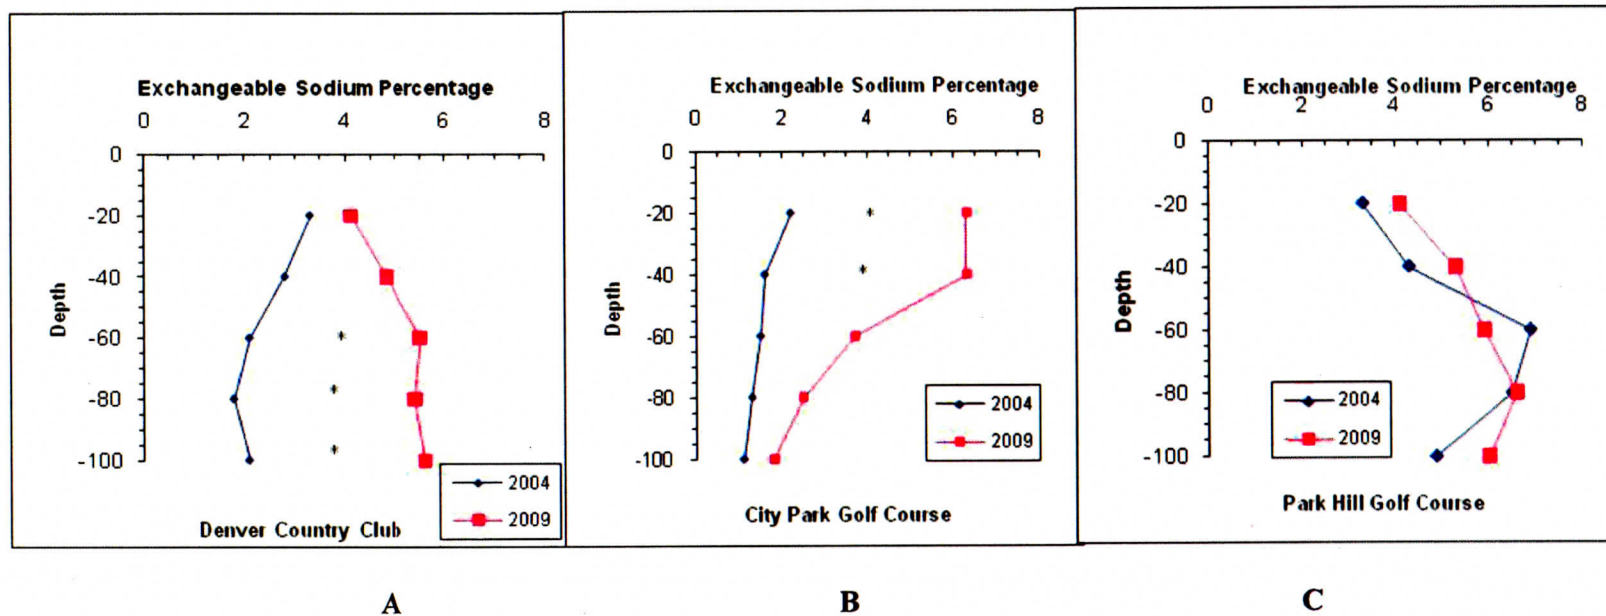 Exchangeable Sodium Percentage
0 2 4 6 8
0
-20
-40
-60
-80
-100
Depth
*
*
*
2004
2009
Denver Country Club
A
Exchangeable Sodium Percentage
0 2 4 6 8
0
-20
-40
-60
-80
-100
Depth
*
*
2004
2009
City Park Golf Course
B
Exchangeable Sodium Percentage
0 2 4 6 8
0
-20
-40
-60
-80
-100
Depth
2004
2009
Park Hill Golf Course
C